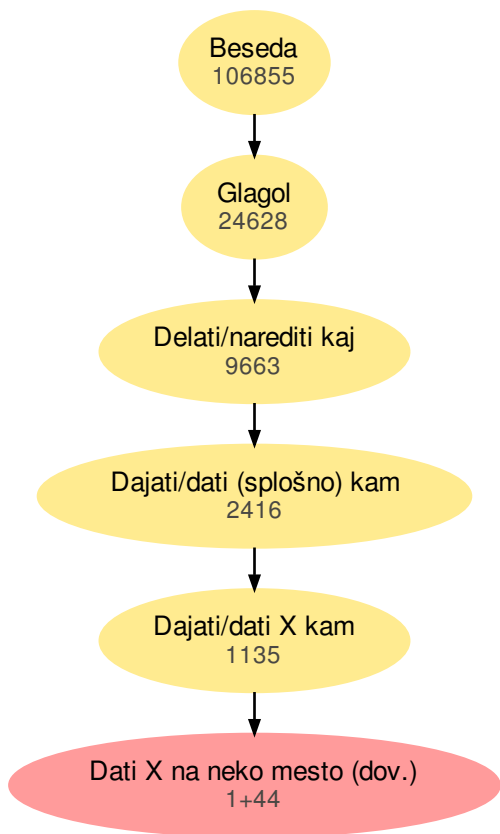 Beseda
106855
Glagol
24628
Delati/narediti kaj
9663
Dajati/dati (splošno) kam
2416
Dajati/dati X kam
1135
Dati X na neko mesto (dov.)
1+44